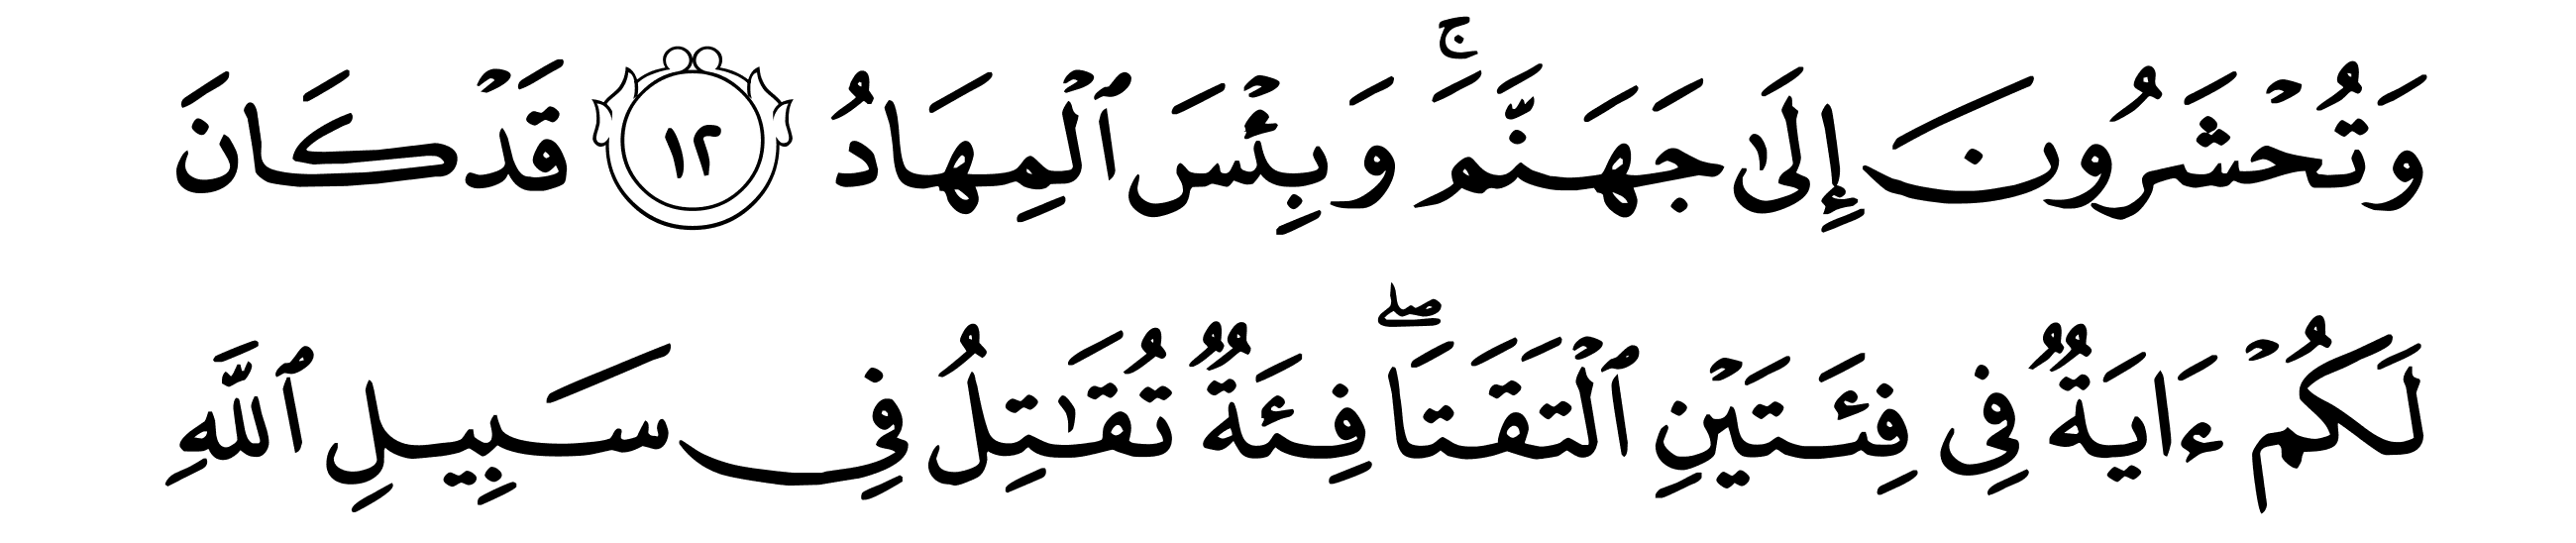 وَتُحْشَرُونَ إِلَىٰ جَهَنَّمَ ۚ وَبِئْسَ ٱلْمِهَادُ ١٢ قَدْ كَانَ
لَكُمْ ءَايَةٌ فِى فِئَتَيْنِ ٱلْتَقَتَا ۖ فِئَةٌ تُقَـٰتِلُ فِى سَبِيلِ ٱللَّهِ